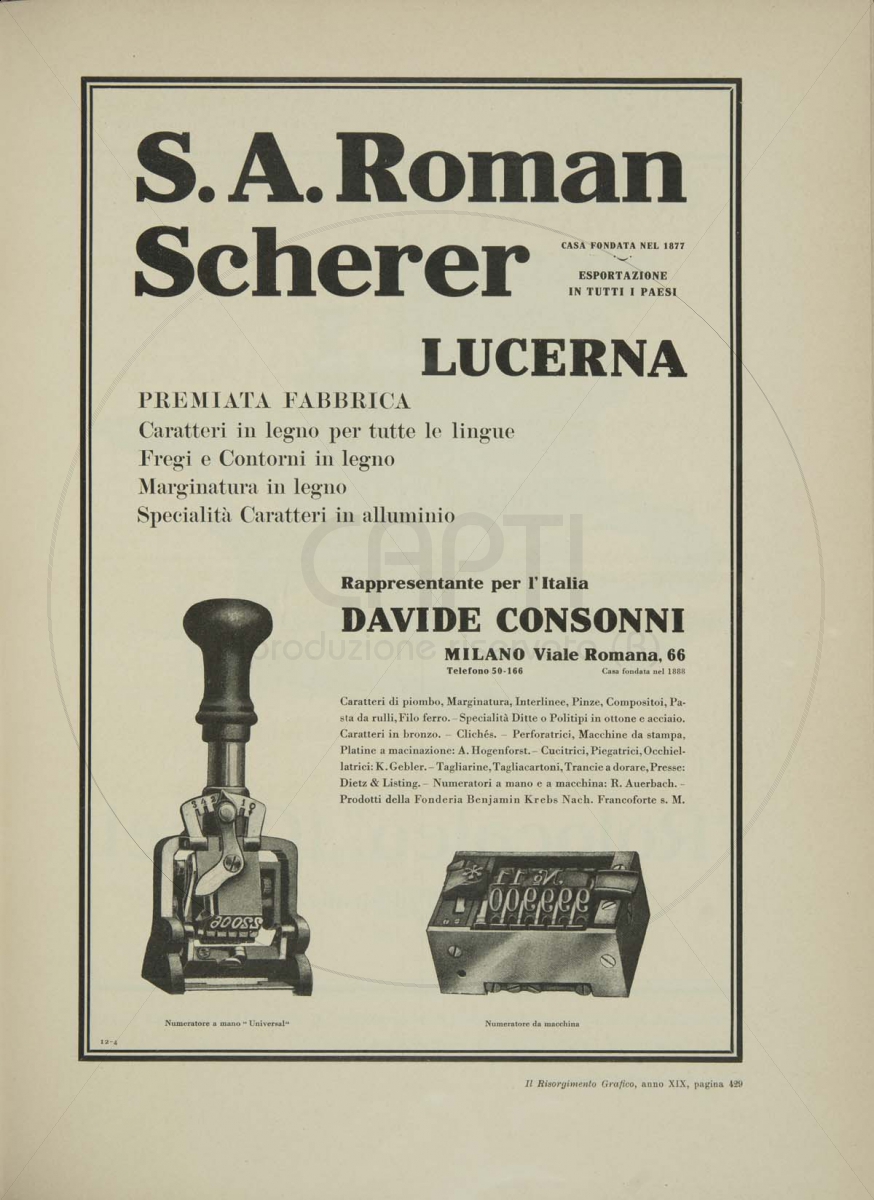 S. A. Roman
Scherer
CASA FONDATA NEL 1877
ESPORTAZIONE
IN TUTTI I PAESI
LUCERNA
PREMIATA FABBRICA
Caratteri in legno per tutte le lingue
Fregi e Contorni in legno
Marginatura in legno
Specialità Caratteri in alluminio
CAPTI
Rappresentante per l'Italia
DAVIDE CONSONNI
MILANO Viale Romana, 66
Telefono 50-166 Casa fondata nel 1888
Caratteri di piombo, Marginatura, Interlinee, Pinze, Compositoi, Pa-
sta da rulli, Filo ferro. – Specialità Ditte o Politipi in ottone e acciaio.
Caratteri in bronzo. – Clichés. – Perforatrici, Macchine da stampa,
Platine a macinazione: A. Hogenforst. – Cucitrici, Piegatrici, Occhiel-
latrici: K. Gebler. – Tagliarine, Tagliacartoni, Trancie a dorare, Presse:
Dietz & Listing. – Numeratori a mano e a macchina: R. Auerbach. –
Prodotti della Fonderia Benjamin Krebs Nach. Francoforte s. M.
Numeratore a mano "Universal"
Numeratore da macchina
12-4
Il Risorgimento Grafico, anno XIX, pagina 429